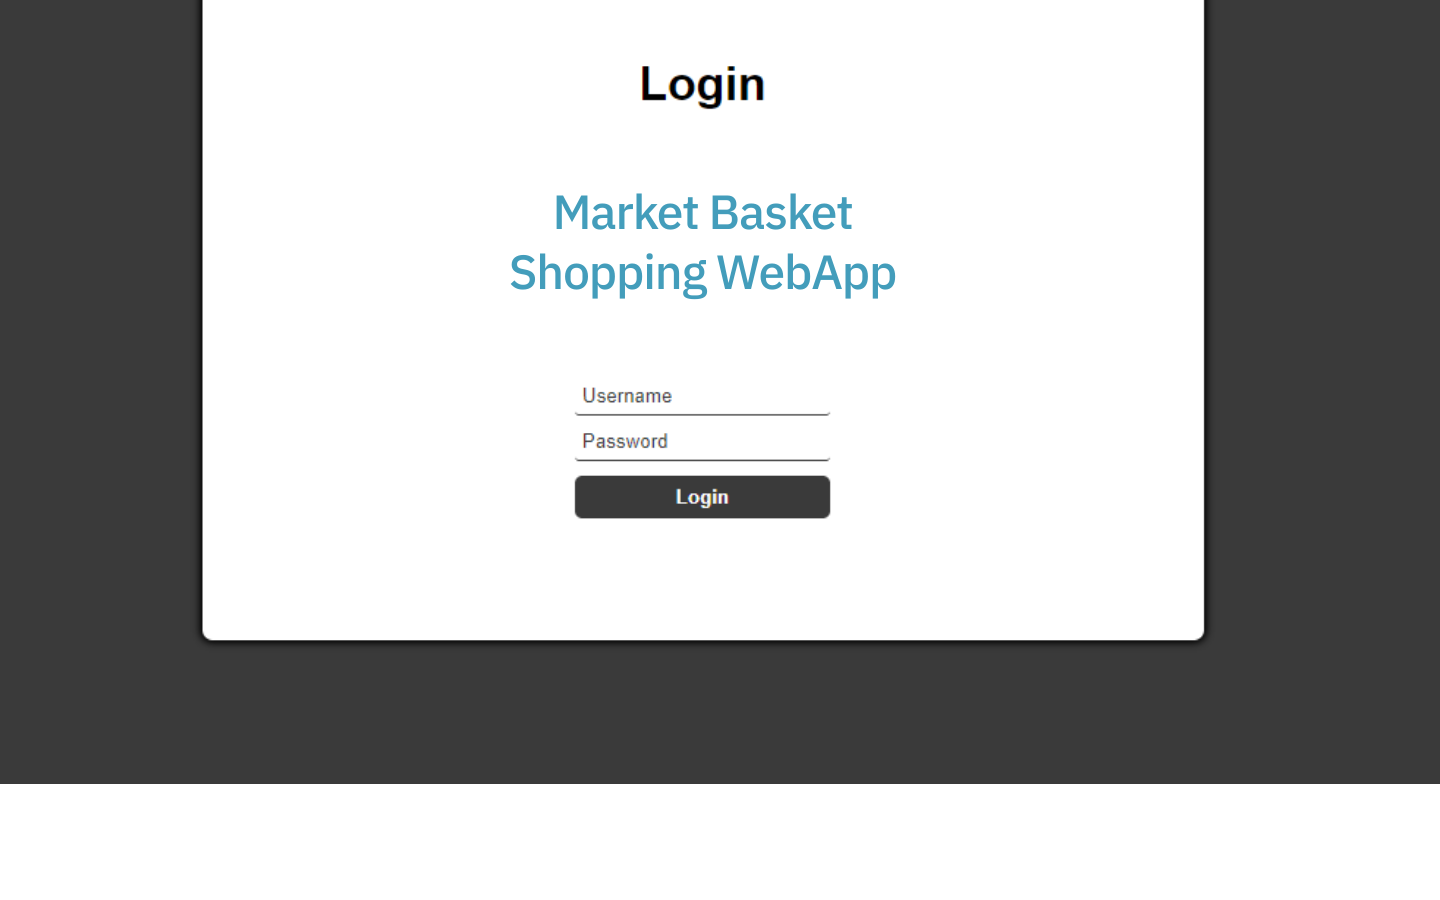 Login
Market Basket
Shopping WebApp
Username
Password
Login